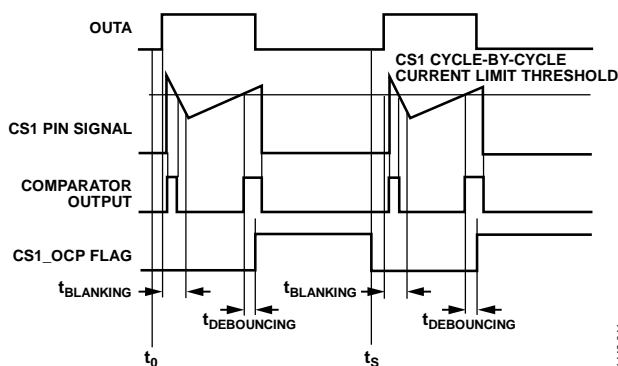 OUTA
CS1 CYCLE-BY-CYCLE
CURRENT LIMIT THRESHOLD
CS1 PIN SIGNAL
COMPARATOR
OUTPUT
CS1_OCP FLAG
tBLANKING
tBLANKING
tDEBOUNCING
tDEBOUNCING
t0
tS